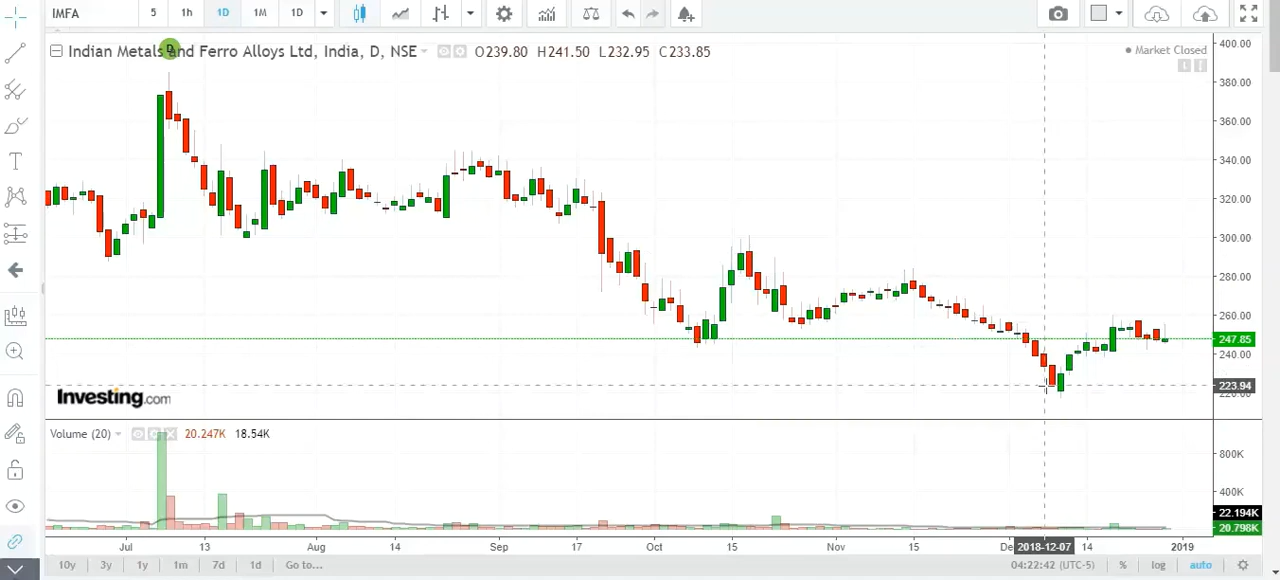 IMFA 5 1h 1D 1M 1D
D
Indian Metals and Ferro Alloys Ltd, India, D, NSE O239.80 H241.50 L232.95 C233.85
Market Closed
400.00
380.00
360.00
340.00
320.00
300.00
280.00
260.00
247.85
240.00
223.94
220.00
Investing.com
Volume (20) 20.247K 18.54K
800K
400K
22.194K
20.798K
Jul 13 Aug 14 Sep 17 Oct 15 Nov 15 De 2018-12-07 14 2019
10y 3y 1y 1m 7d 1d Go to... 04:22:42 (UTC-5) % log auto